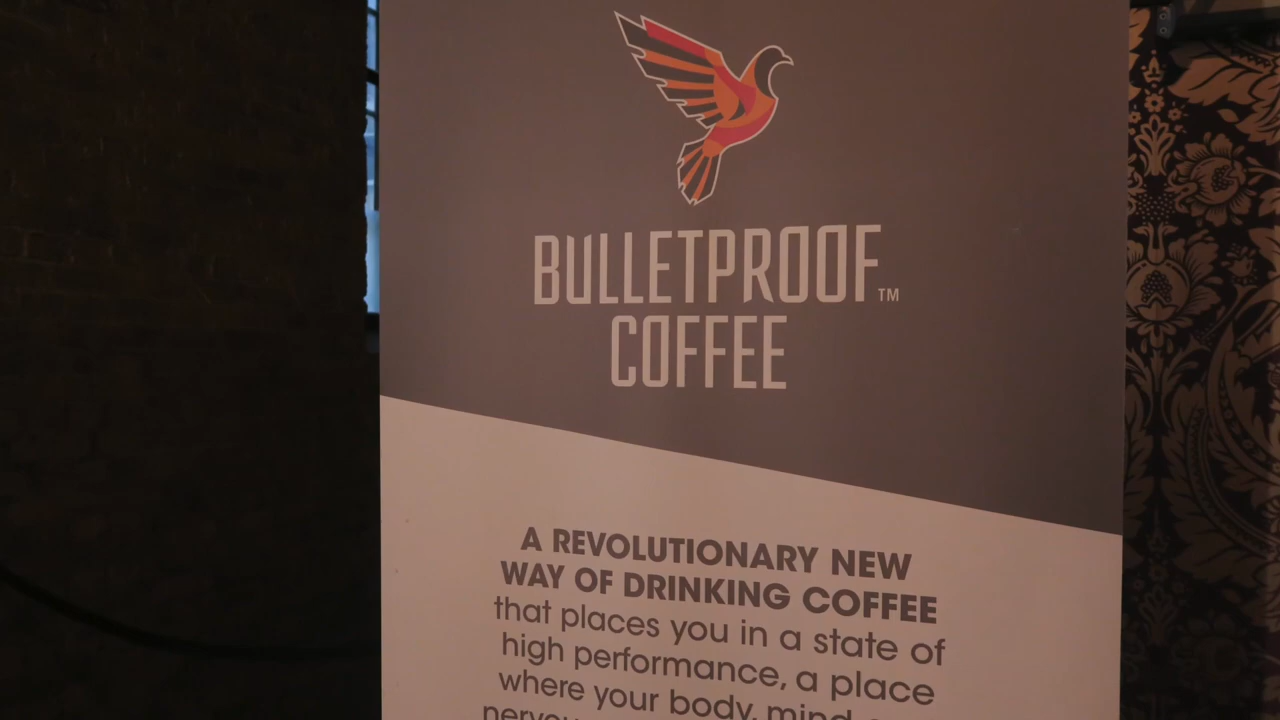 BULLETPROOF™
COFFEE
A REVOLUTIONARY NEW
WAY OF DRINKING COFFEE
that places you in a state of
high performance, a place
where your body, mind